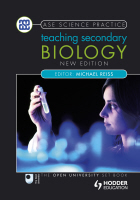 ASE SCIENCE PRACTICE
teaching secondary
BIOLOGY
NEW EDITION
EDITOR: MICHAEL REISS
THE OPEN UNIVERSITY SET BOOK
HODDER
EDUCATION